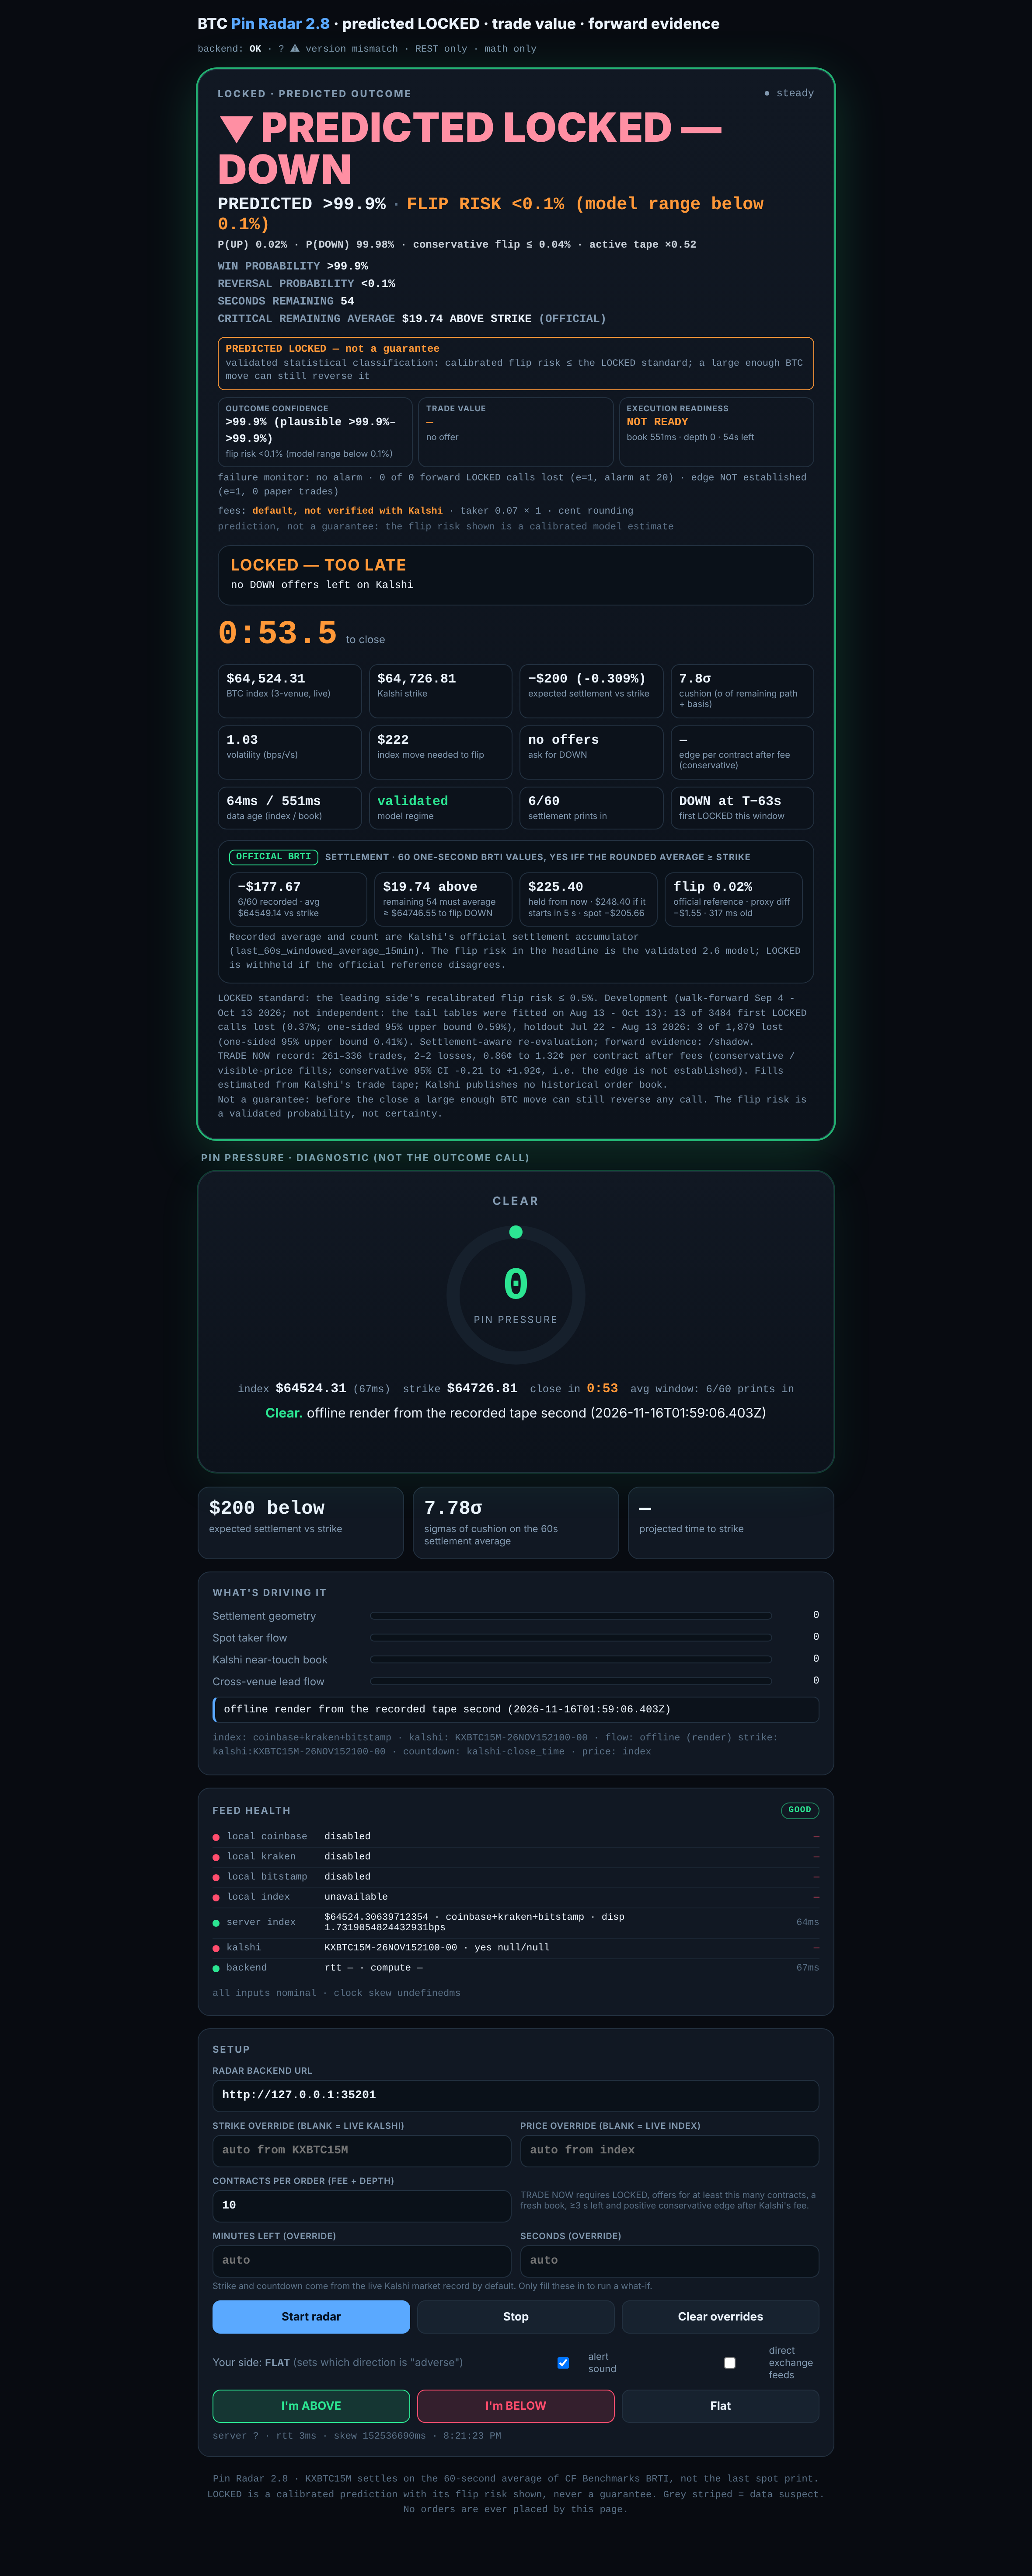 BTC Pin Radar 2.8 · predicted LOCKED · trade value · forward evidence
backend: OK · ? ⚠ version mismatch · REST only · math only
LOCKED · PREDICTED OUTCOME
● steady
▼ PREDICTED LOCKED —
DOWN
PREDICTED >99.9% · FLIP RISK <0.1% (model range below
0.1%)
P(UP) 0.02% · P(DOWN) 99.98% · conservative flip ≤ 0.04% · active tape ×0.52
WIN PROBABILITY >99.9%
REVERSAL PROBABILITY <0.1%
SECONDS REMAINING 54
CRITICAL REMAINING AVERAGE $19.74 ABOVE STRIKE (OFFICIAL)
PREDICTED LOCKED — not a guarantee
validated statistical classification: calibrated flip risk ≤ the LOCKED standard; a large enough BTC
move can still reverse it
OUTCOME CONFIDENCE
>99.9% (plausible >99.9%–
>99.9%)
flip risk <0.1% (model range below 0.1%)
TRADE VALUE
—
no offer
EXECUTION READINESS
NOT READY
book 551ms · depth 0 · 54s left
failure monitor: no alarm · 0 of 0 forward LOCKED calls lost (e=1, alarm at 20) · edge NOT established
(e=1, 0 paper trades)
fees: default, not verified with Kalshi · taker 0.07 × 1 · cent rounding
prediction, not a guarantee: the flip risk shown is a calibrated model estimate
LOCKED — TOO LATE
no DOWN offers left on Kalshi
0:53.5 to close
$64,524.31
BTC index (3-venue, live)
$64,726.81
Kalshi strike
−$200 (-0.309%)
expected settlement vs strike
7.8σ
cushion (σ of remaining path
+ basis)
1.03
volatility (bps/√s)
$222
index move needed to flip
no offers
ask for DOWN
—
edge per contract after fee
(conservative)
64ms / 551ms
data age (index / book)
validated
model regime
6/60
settlement prints in
DOWN at T−63s
first LOCKED this window
OFFICIAL BRTI SETTLEMENT · 60 ONE-SECOND BRTI VALUES, YES IFF THE ROUNDED AVERAGE ≥ STRIKE
−$177.67
6/60 recorded · avg
$64549.14 vs strike
$19.74 above
remaining 54 must average
≥ $64746.55 to flip DOWN
$225.40
held from now · $248.40 if it
starts in 5 s · spot −$205.66
flip 0.02%
official reference · proxy diff
−$1.55 · 317 ms old
Recorded average and count are Kalshi's official settlement accumulator
(last_60s_windowed_average_15min). The flip risk in the headline is the validated 2.6 model; LOCKED
is withheld if the official reference disagrees.
LOCKED standard: the leading side's recalibrated flip risk ≤ 0.5%. Development (walk-forward Sep 4 -
Oct 13 2026; not independent: the tail tables were fitted on Aug 13 - Oct 13): 13 of 3484 first LOCKED
calls lost (0.37%; one-sided 95% upper bound 0.59%), holdout Jul 22 - Aug 13 2026: 3 of 1,879 lost
(one-sided 95% upper bound 0.41%). Settlement-aware re-evaluation; forward evidence: /shadow.
TRADE NOW record: 261–336 trades, 2–2 losses, 0.86¢ to 1.32¢ per contract after fees (conservative /
visible-price fills; conservative 95% CI -0.21 to +1.92¢, i.e. the edge is not established). Fills
estimated from Kalshi's trade tape; Kalshi publishes no historical order book.
Not a guarantee: before the close a large enough BTC move can still reverse any call. The flip risk is
a validated probability, not certainty.
PIN PRESSURE · DIAGNOSTIC (NOT THE OUTCOME CALL)
CLEAR
0
PIN PRESSURE
index $64524.31 (67ms) strike $64726.81 close in 0:53 avg window: 6/60 prints in
Clear. offline render from the recorded tape second (2026-11-16T01:59:06.403Z)
$200 below
expected settlement vs strike
7.78σ
sigmas of cushion on the 60s
settlement average
—
projected time to strike
WHAT'S DRIVING IT
Settlement geometry 0
Spot taker flow 0
Kalshi near-touch book 0
Cross-venue lead flow 0
offline render from the recorded tape second (2026-11-16T01:59:06.403Z)
index: coinbase+kraken+bitstamp · kalshi: KXBTC15M-26NOV152100-00 · flow: offline (render) strike:
kalshi:KXBTC15M-26NOV152100-00 · countdown: kalshi-close_time · price: index
FEED HEALTH
GOOD
local coinbase disabled —
local kraken disabled —
local bitstamp disabled —
local index unavailable —
server index $64524.30639712354 · coinbase+kraken+bitstamp · disp
1.7319054824432931bps 64ms
kalshi KXBTC15M-26NOV152100-00 · yes null/null —
backend rtt — · compute — 67ms
all inputs nominal · clock skew undefinedms
SETUP
RADAR BACKEND URL
http://127.0.0.1:35201
STRIKE OVERRIDE (BLANK = LIVE KALSHI)
auto from KXBTC15M
PRICE OVERRIDE (BLANK = LIVE INDEX)
auto from index
CONTRACTS PER ORDER (FEE + DEPTH)
10
TRADE NOW requires LOCKED, offers for at least this many contracts, a
fresh book, ≥3 s left and positive conservative edge after Kalshi's fee.
MINUTES LEFT (OVERRIDE)
auto
SECONDS (OVERRIDE)
auto
Strike and countdown come from the live Kalshi market record by default. Only fill these in to run a what-if.
Start radar
Stop
Clear overrides
Your side: FLAT (sets which direction is "adverse")
alert
sound
direct
exchange
feeds
I'm ABOVE
I'm BELOW
Flat
server ? · rtt 3ms · skew 152536690ms · 8:21:23 PM
Pin Radar 2.8 · KXBTC15M settles on the 60-second average of CF Benchmarks BRTI, not the last spot print.
LOCKED is a calibrated prediction with its flip risk shown, never a guarantee. Grey striped = data suspect.
No orders are ever placed by this page.